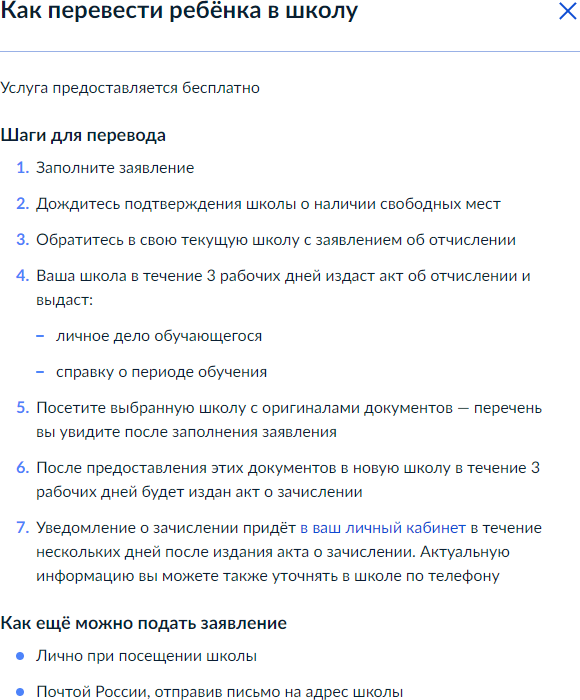 Как перевести ребёнка в школу
Услуга предоставляется бесплатно
Шаги для перевода
1. Заполните заявление
2. Дождитесь подтверждения школы о наличии свободных мест
3. Обратитесь в свою текущую школу с заявлением об отчислении
4. Ваша школа в течение 3 рабочих дней издаст акт об отчислении и
выдаст:
– личное дело обучающегося
– справку о периоде обучения
5. Посетите выбранную школу с оригиналами документов — перечень
вы увидите после заполнения заявления
6. После предоставления этих документов в новую школу в течение 3
рабочих дней будет издан акт о зачислении
7. Уведомление о зачислении придёт в ваш личный кабинет в течение
нескольких дней после издания акта о зачислении. Актуальную
информацию вы можете также уточнять в школе по телефону
Как ещё можно подать заявление
• Лично при посещении школы
• Почтой России, отправив письмо на адрес школы